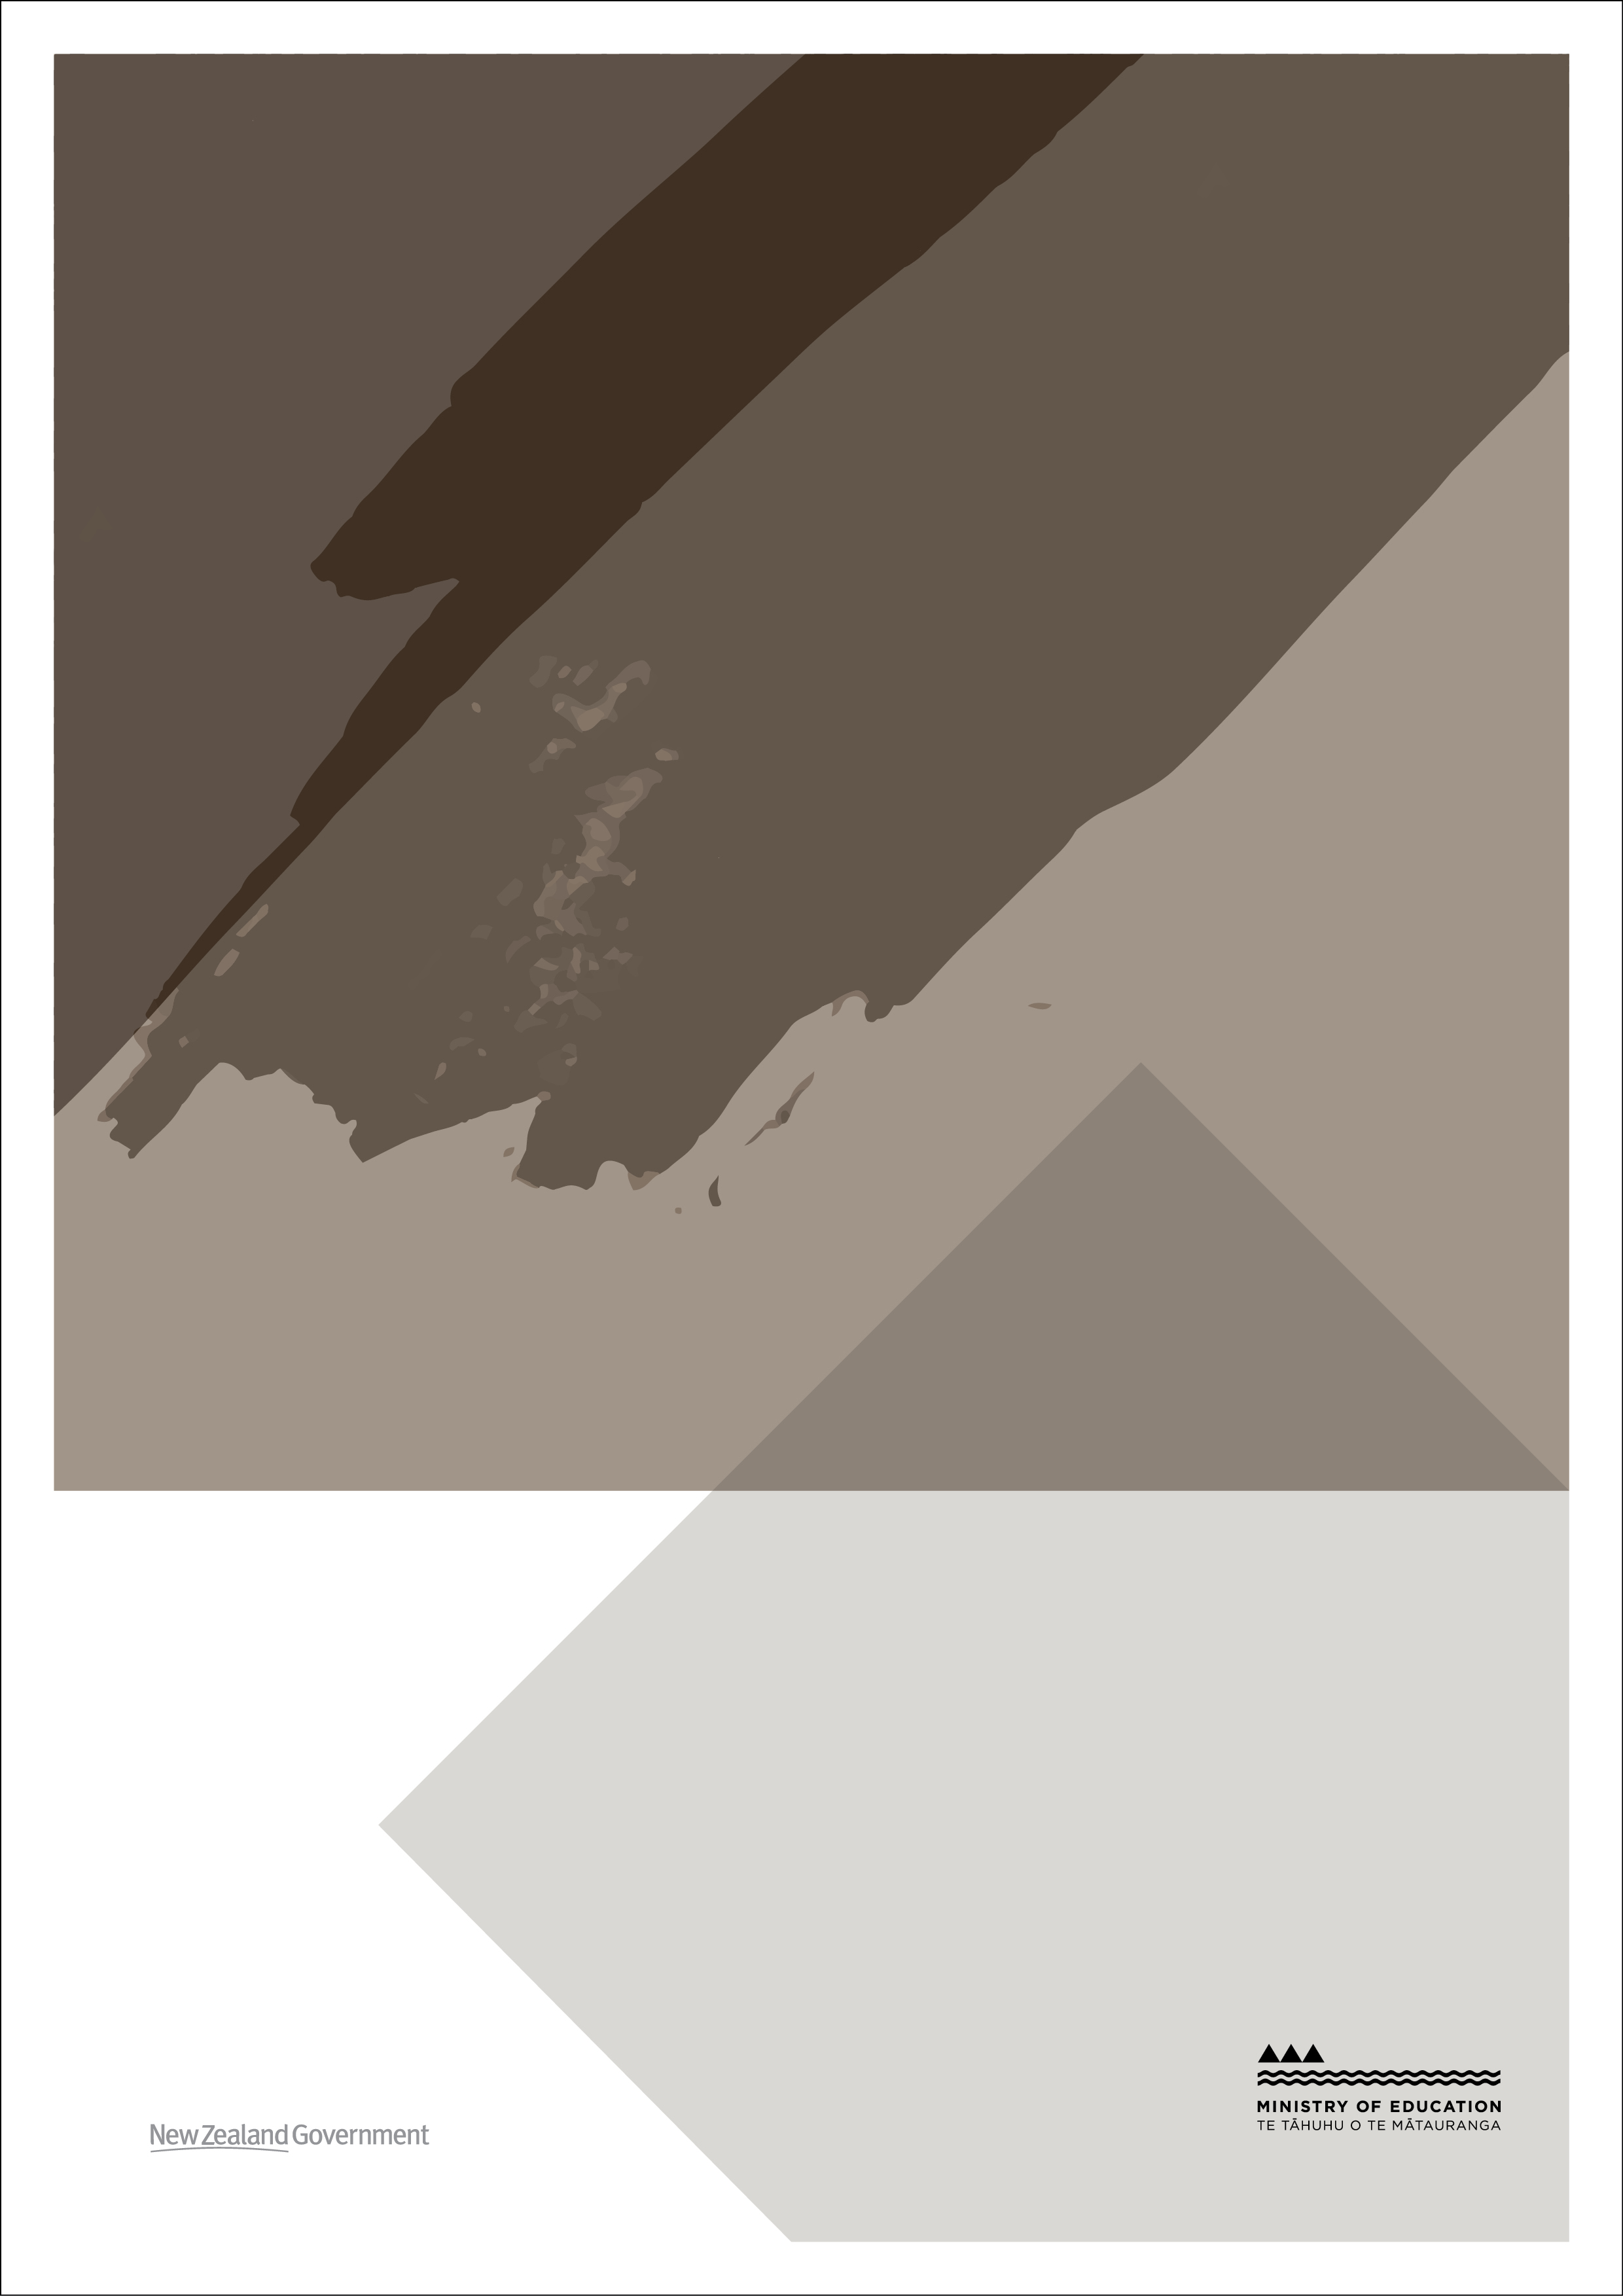 New Zealand Government
MINISTRY OF EDUCATION
TE TĀHUHU O TE MĀTAURANGA